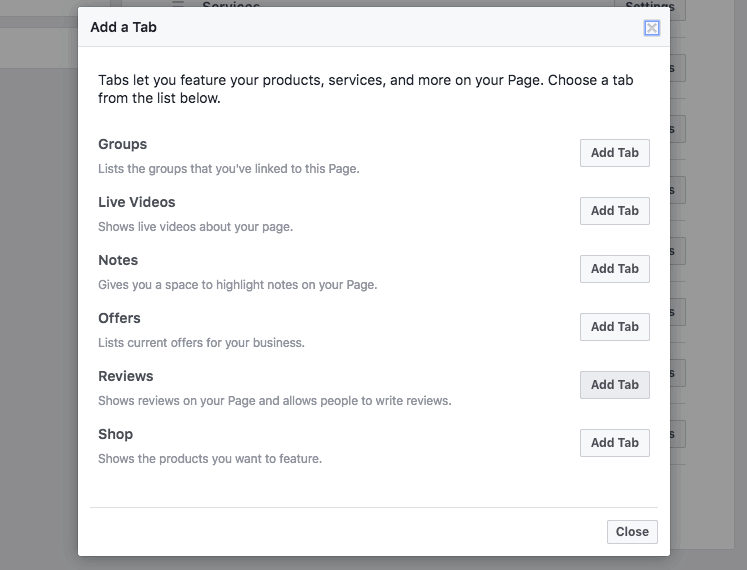 Services
Settings
Add a Tab
Tabs let you feature your products, services, and more on your Page. Choose a tab
from the list below.
Groups
Add Tab
Lists the groups that you've linked to this Page.
Live Videos
Add Tab
Shows live videos about your page.
Notes
Add Tab
Gives you a space to highlight notes on your Page.
Offers
Add Tab
Lists current offers for your business.
Reviews
Add Tab
Shows reviews on your Page and allows people to write reviews.
Shop
Add Tab
Shows the products you want to feature.
Close